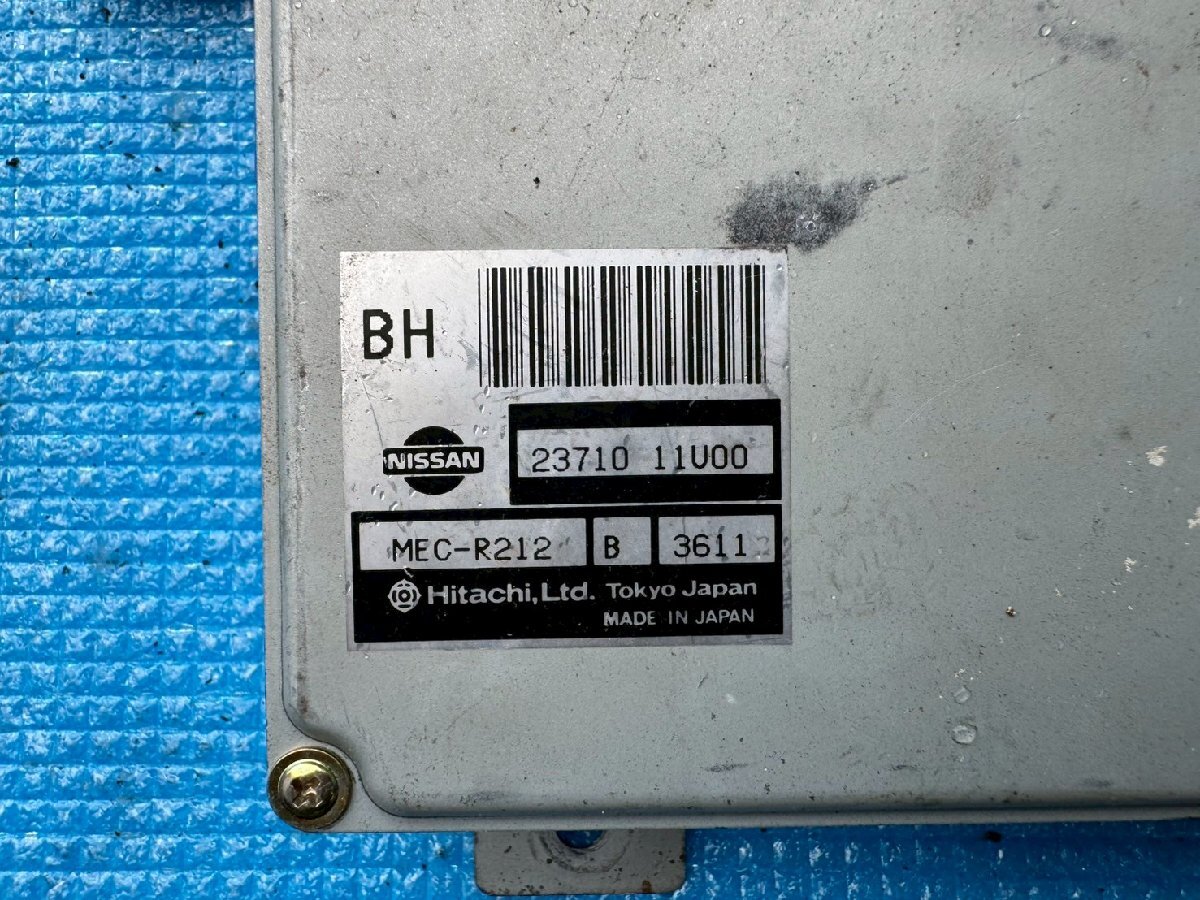 BH
NISSAN
23710 11U00
MEC-R212 B 3611
Hitachi, Ltd. Tokyo Japan
MADE IN JAPAN